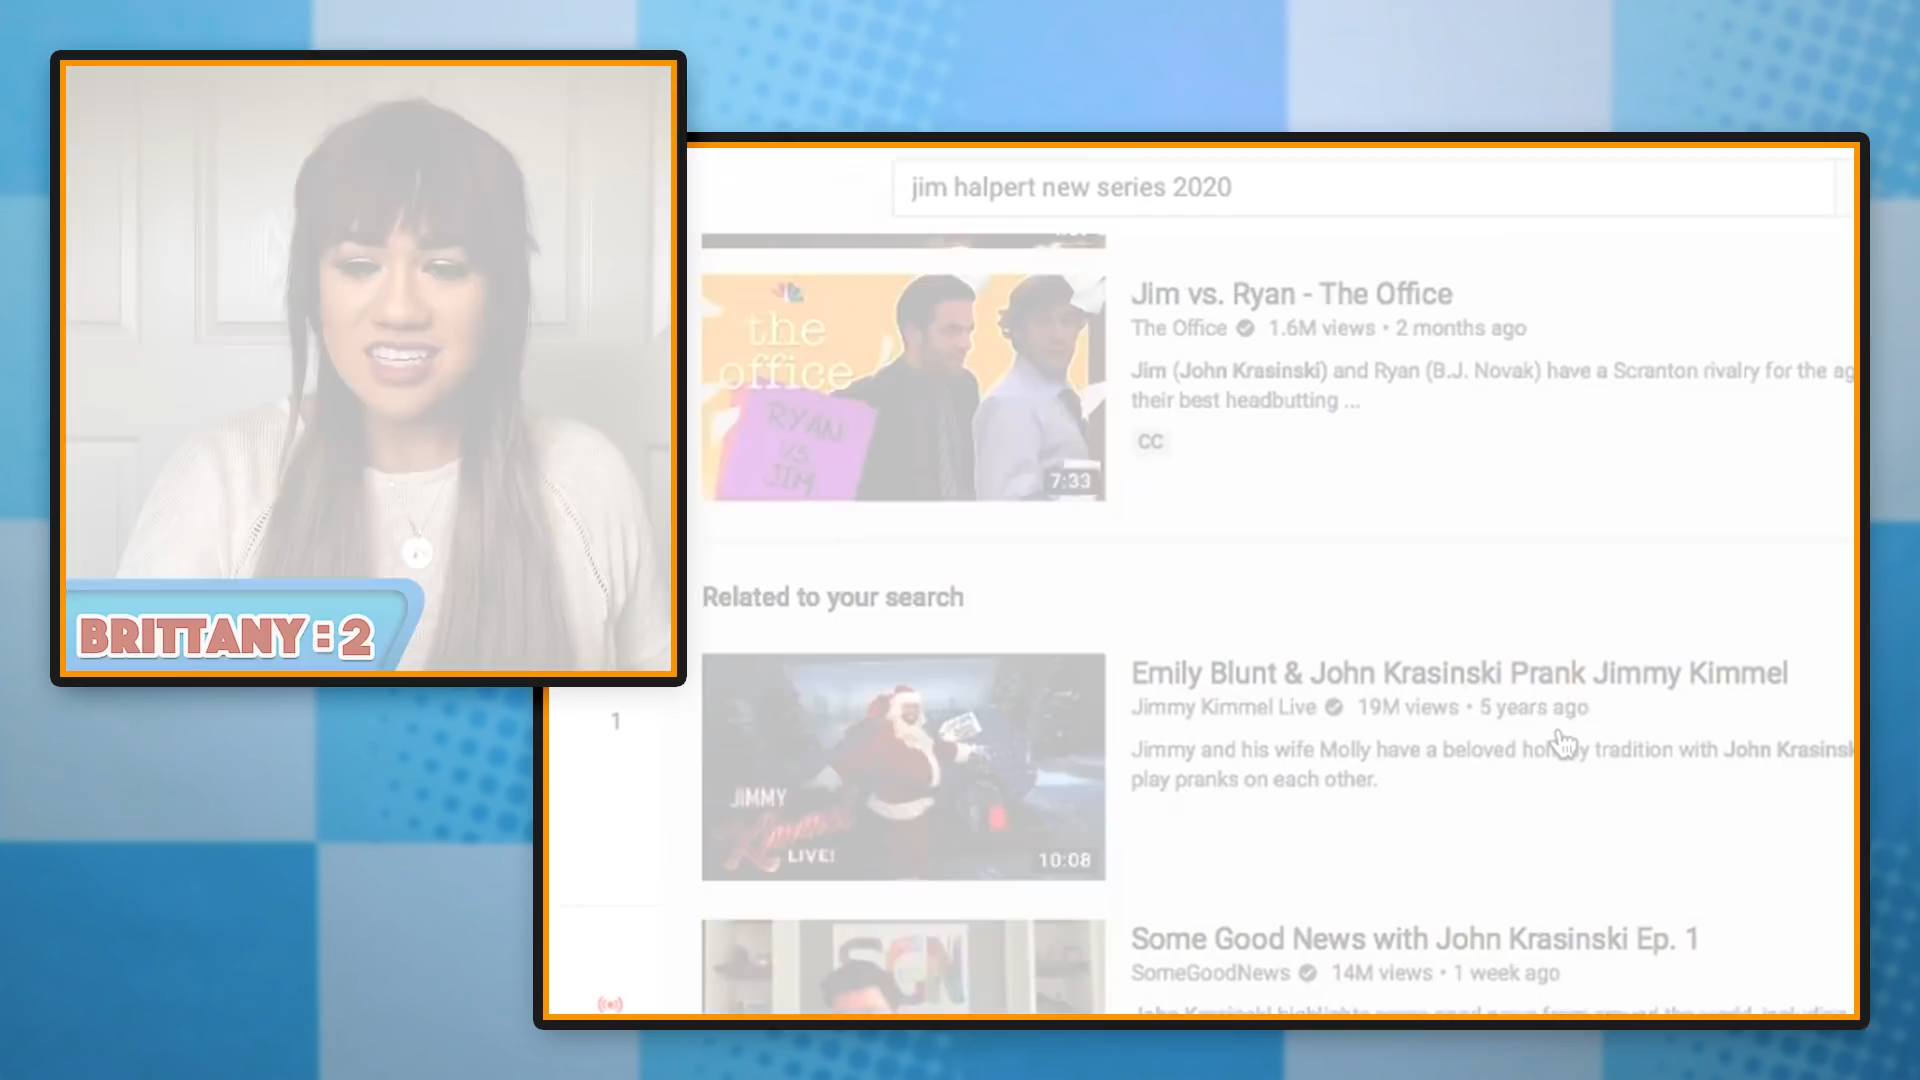 jim halpert new series 2020
the
office
RYAN
VS.
JIM
7:33
Jim vs. Ryan - The Office
The Office 1.6M views • 2 months ago
Jim (John Krasinski) and Ryan (B.J. Novak) have a Scranton rivalry for the
their best headbutting ...
CC
BRITTANY : 2
Related to your search
1
JIMMY
Kimmel
LIVE!
10:08
Emily Blunt & John Krasinski Prank Jimmy Kimmel
Jimmy Kimmel Live 19M views • 5 years ago
Jimmy and his wife Molly have a beloved tradition with John
play pranks on each other.
SGN
Some Good News with John Krasinski Ep. 1
SomeGoodNews 14M views • 1 week ago